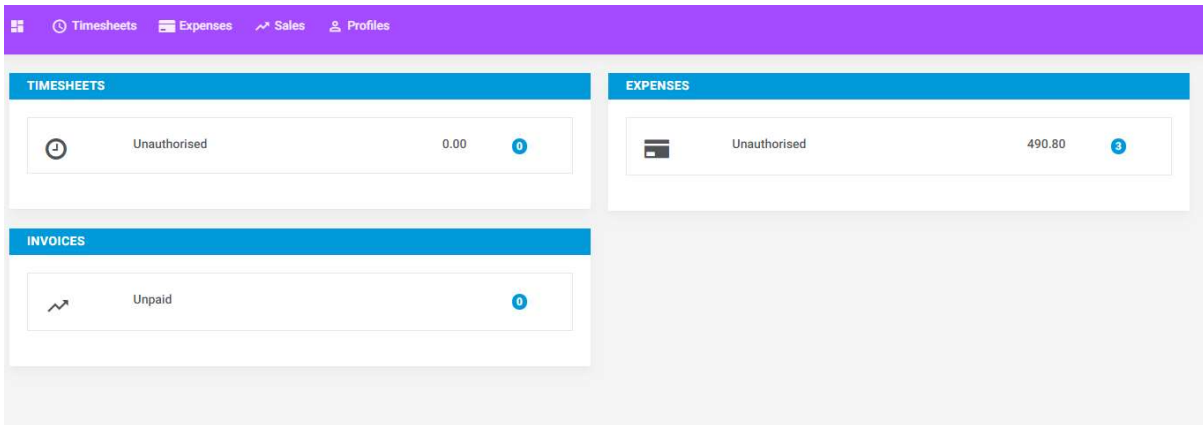 Timesheets Expenses Sales Profiles
TIMESHEETS
Unauthorised 0.00 0
EXPENSES
Unauthorised 490.80 3
INVOICES
Unpaid 0